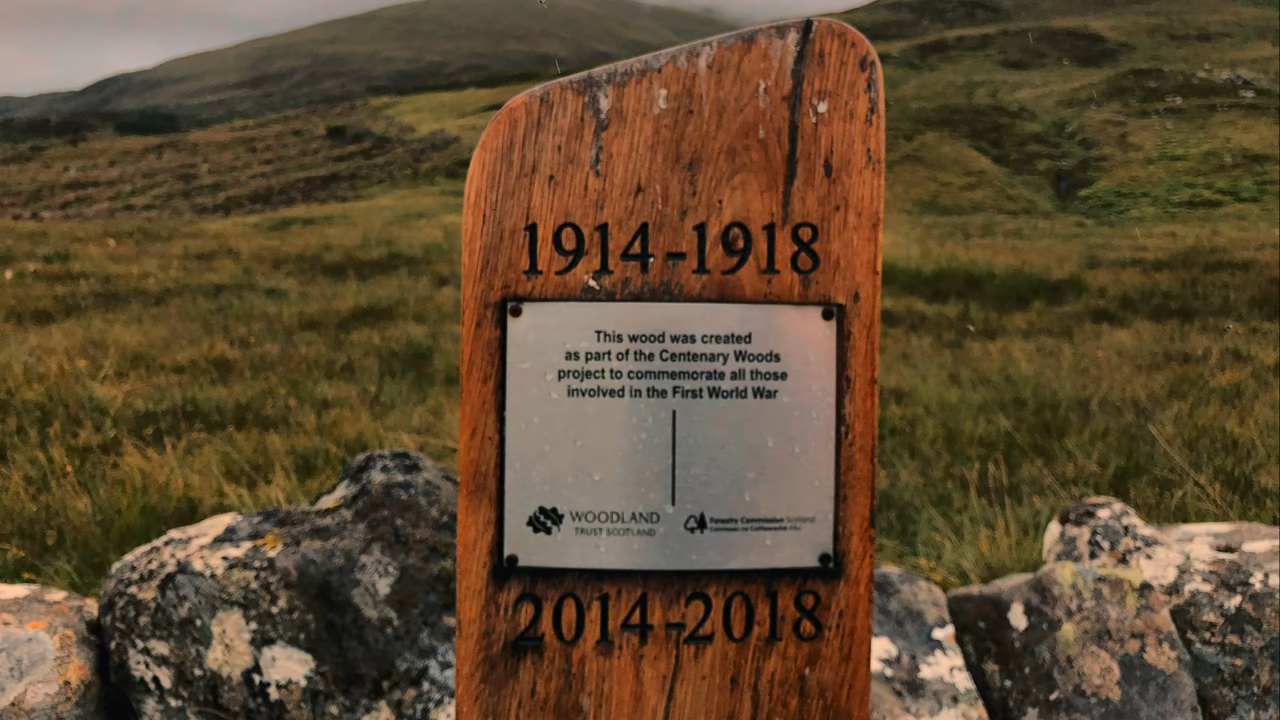 1914-1918
This wood was created
as part of the Centenary Woods
project to commemorate all those
involved in the First World War
WOODLAND
TRUST SCOTLAND
Forestry Commission Scotland
2014-2018